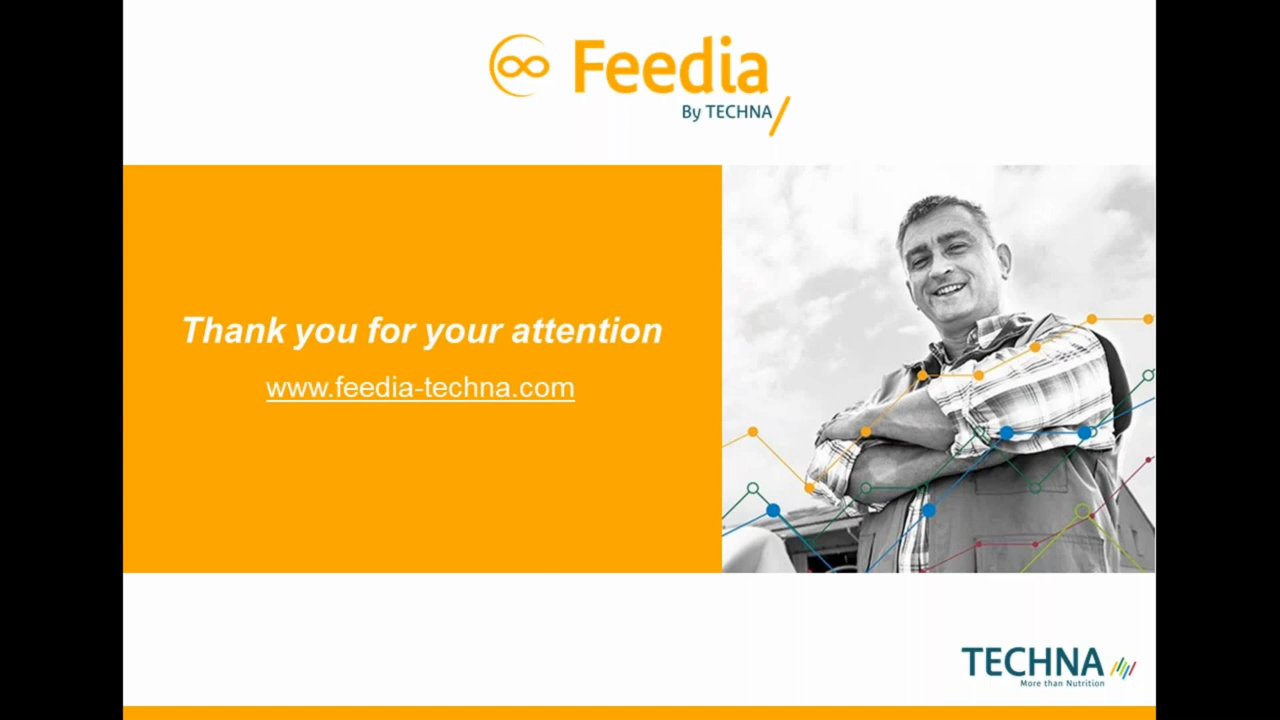 Feedia
By TECHNA
Thank you for your attention
www.feedia-techna.com
TECHNA
More than Nutrition